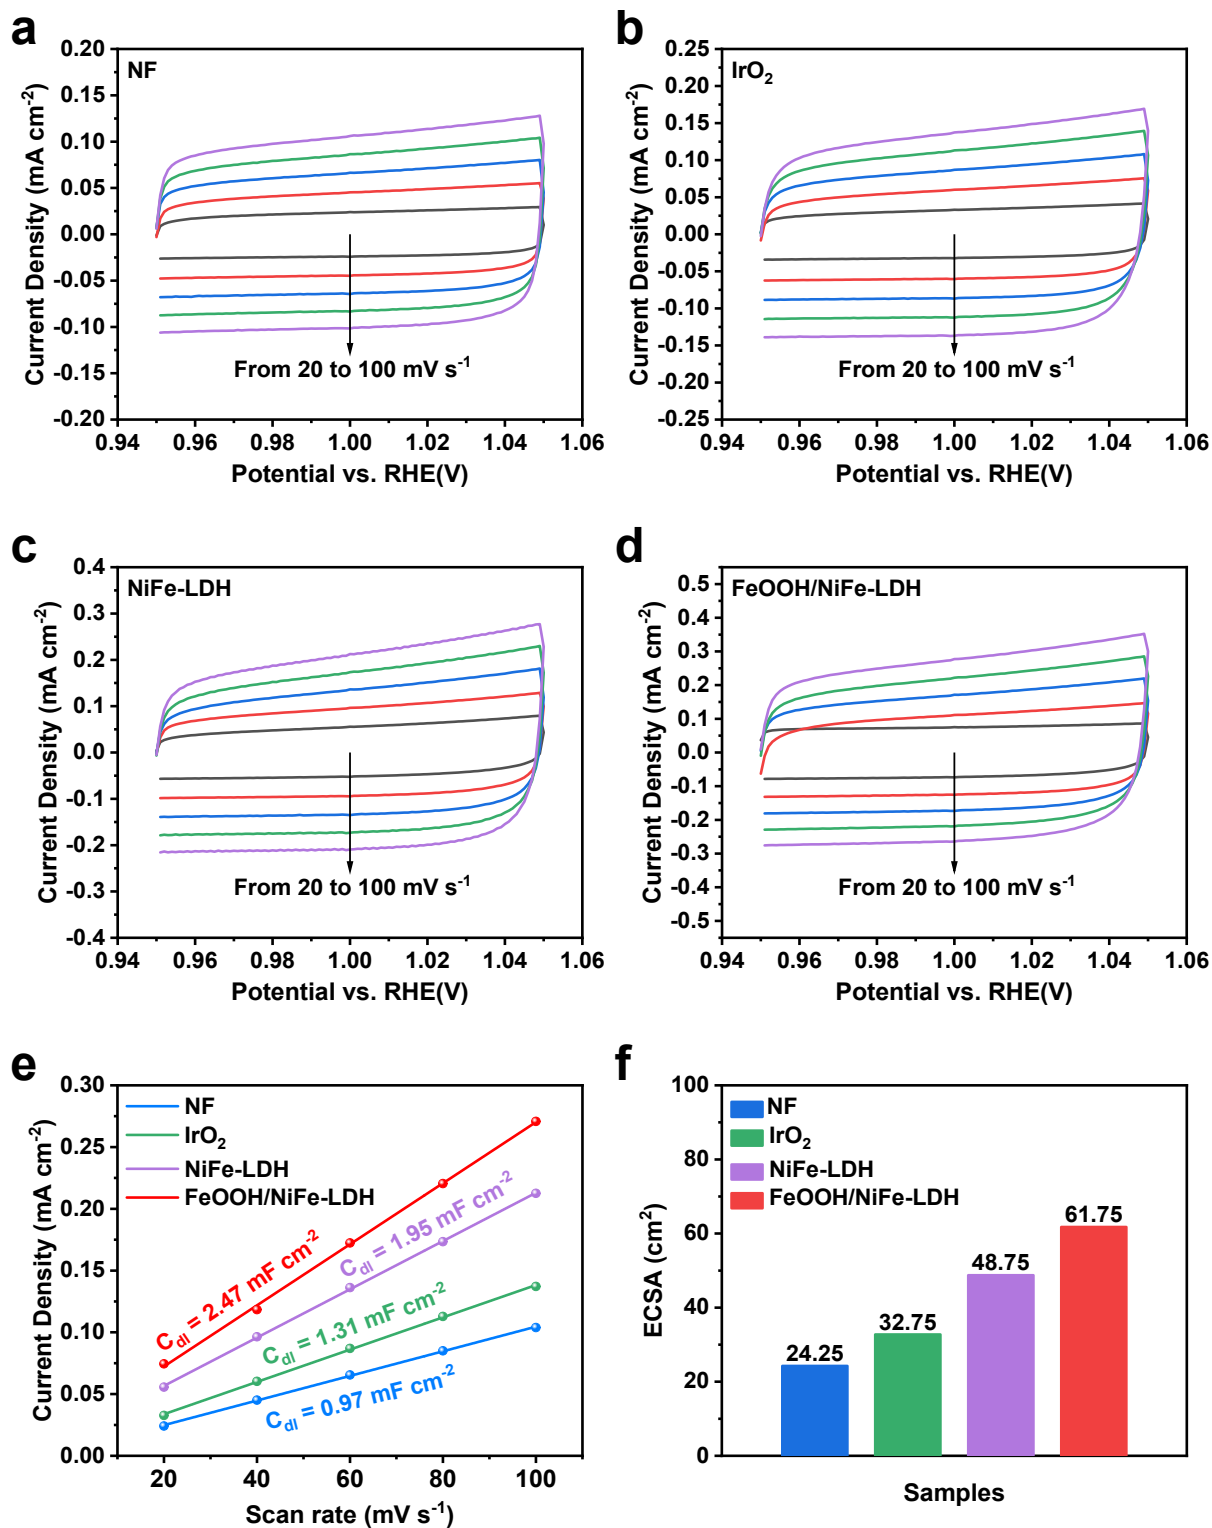 a
NF
0.20
0.15
0.10
0.05
0.00
-0.05
-0.10
-0.15
-0.20
Current Density (mA cm⁻²)
From 20 to 100 mV s⁻¹
0.94 0.96 0.98 1.00 1.02 1.04 1.06
Potential vs. RHE(V)
b
IrO₂
0.25
0.20
0.15
0.10
0.05
0.00
-0.05
-0.10
-0.15
-0.20
-0.25
Current Density (mA cm⁻²)
From 20 to 100 mV s⁻¹
0.94 0.96 0.98 1.00 1.02 1.04 1.06
Potential vs. RHE(V)
c
NiFe-LDH
0.4
0.3
0.2
0.1
0.0
-0.1
-0.2
-0.3
-0.4
Current Density (mA cm⁻²)
From 20 to 100 mV s⁻¹
0.94 0.96 0.98 1.00 1.02 1.04 1.06
Potential vs. RHE(V)
d
FeOOH/NiFe-LDH
0.5
0.4
0.3
0.2
0.1
0.0
-0.1
-0.2
-0.3
-0.4
-0.5
Current Density (mA cm⁻²)
From 20 to 100 mV s⁻¹
0.94 0.96 0.98 1.00 1.02 1.04 1.06
Potential vs. RHE(V)
e
NF
IrO₂
NiFe-LDH
FeOOH/NiFe-LDH
0.30
0.25
0.20
0.15
0.10
0.05
0.00
Current Density (mA cm⁻²)
C_dl = 2.47 mF cm⁻²
C_dl = 1.95 mF cm⁻²
C_dl = 1.31 mF cm⁻²
C_dl = 0.97 mF cm⁻²
20 40 60 80 100
Scan rate (mV s⁻¹)
f
NF
IrO₂
NiFe-LDH
FeOOH/NiFe-LDH
100
80
60
40
20
0
ECSA (cm²)
24.25
32.75
48.75
61.75
Samples